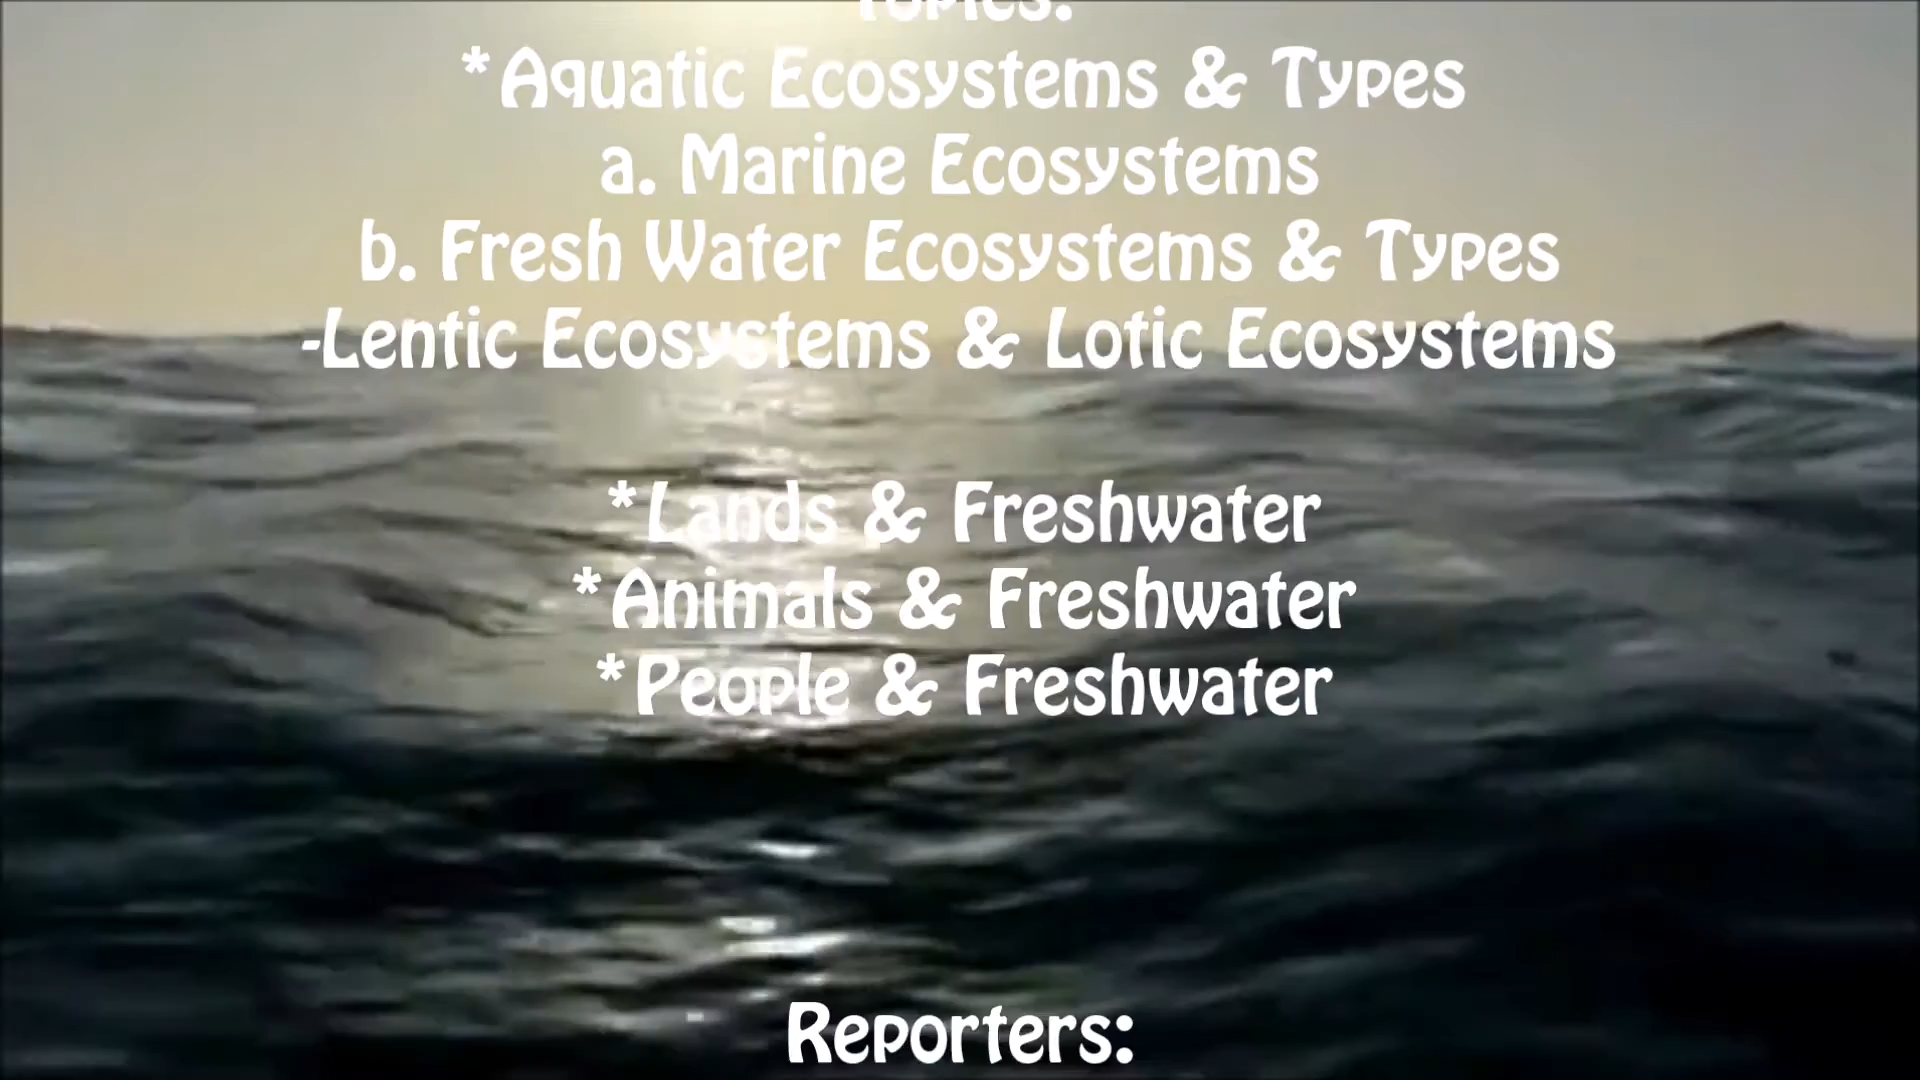 Topics:
*Aquatic Ecosystems & Types
a. Marine Ecosystems
b. Fresh Water Ecosystems & Types
-Lentic Ecosystems & Lotic Ecosystems
*Lands & Freshwater
*Animals & Freshwater
*People & Freshwater
Reporters: